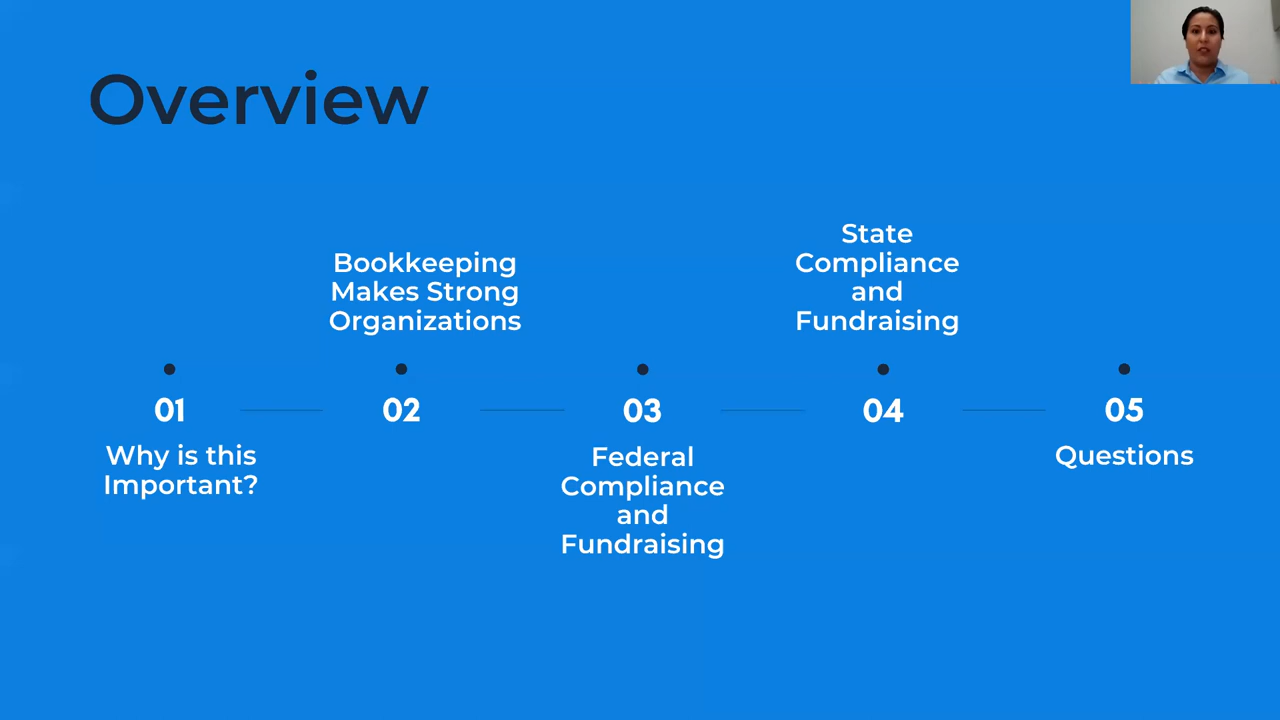 Overview
01
Why is this
Important?
Bookkeeping
Makes Strong
Organizations
02
03
Federal
Compliance
and
Fundraising
State
Compliance
and
Fundraising
04
05
Questions